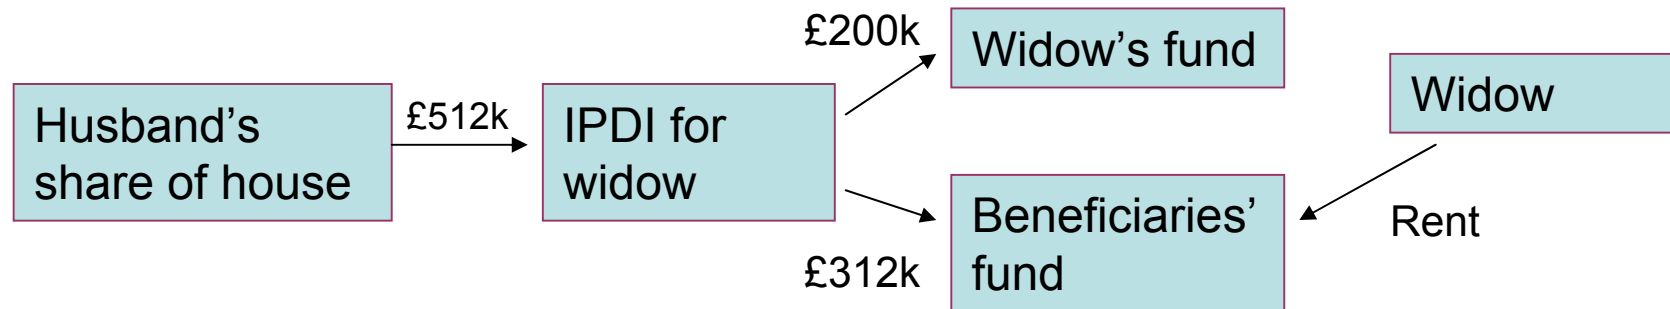 Husband’s
share of house
£512k
IPDI for
widow
£200k
Widow’s fund
£312k
Beneficiaries’
fund
Widow
Rent